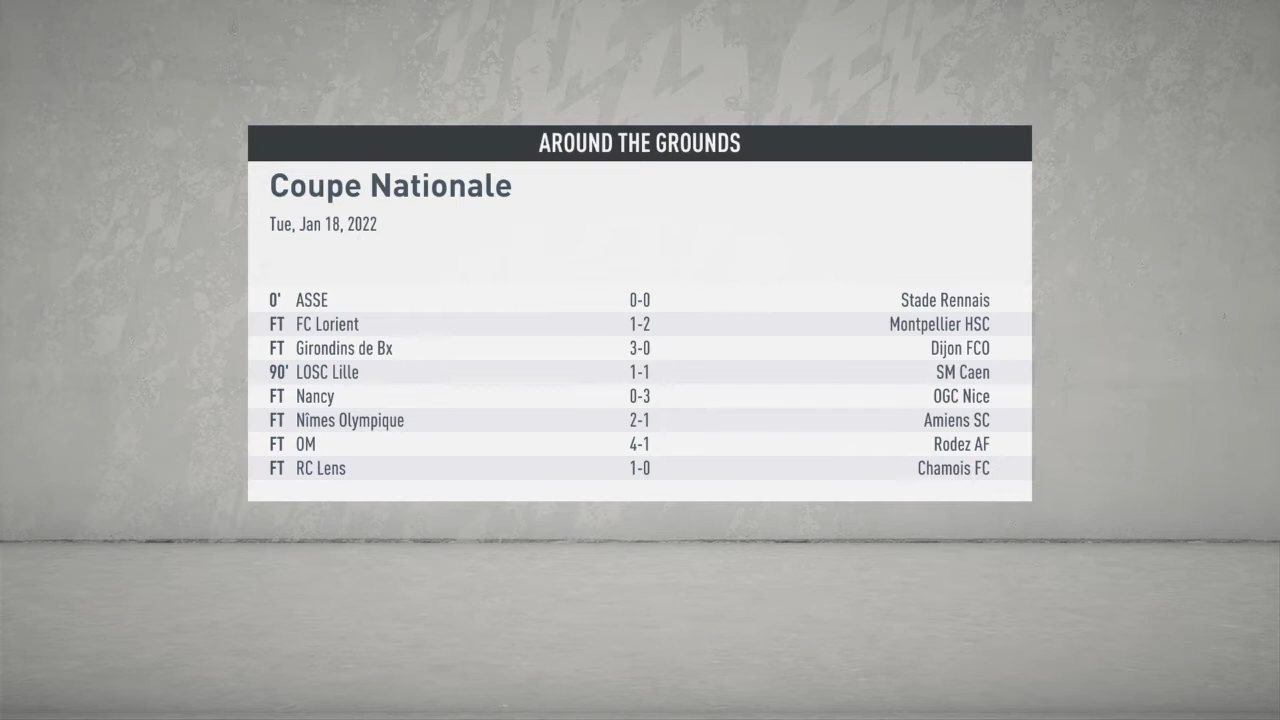 AROUND THE GROUNDS
Coupe Nationale
Tue, Jan 18, 2022
0' ASSE 0-0 Stade Rennais
FT FC Lorient 1-2 Montpellier HSC
FT Girondins de Bx 3-0 Dijon FCO
90' LOSC Lille 1-1 SM Caen
FT Nancy 0-3 OGC Nice
FT Nîmes Olympique 2-1 Amiens SC
FT OM 4-1 Rodez AF
FT RC Lens 1-0 Chamois FC